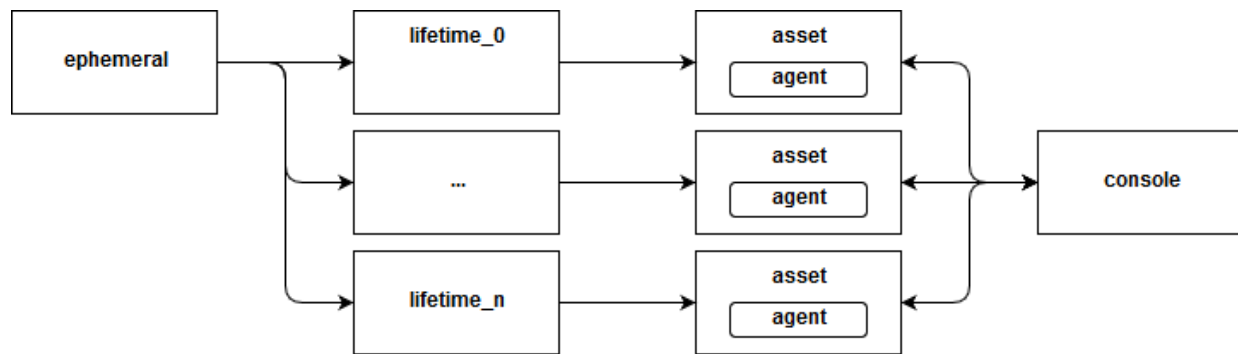 ephemeral
lifetime_0
asset
agent
...
asset
agent
console
lifetime_n
asset
agent